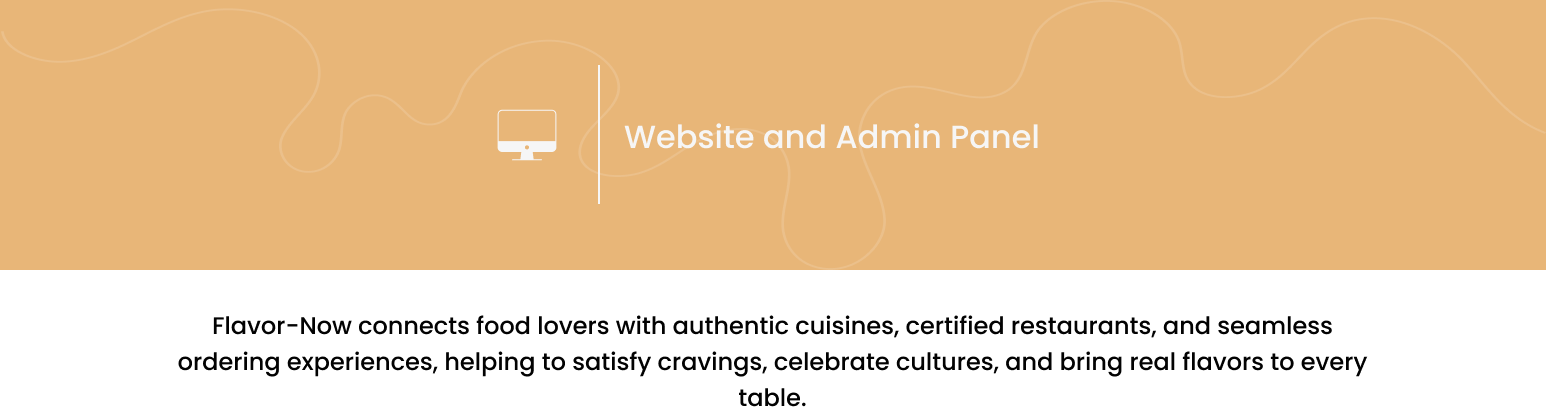 Website and Admin Panel
Flavor-Now connects food lovers with authentic cuisines, certified restaurants, and seamless
ordering experiences, helping to satisfy cravings, celebrate cultures, and bring real flavors to every
table.